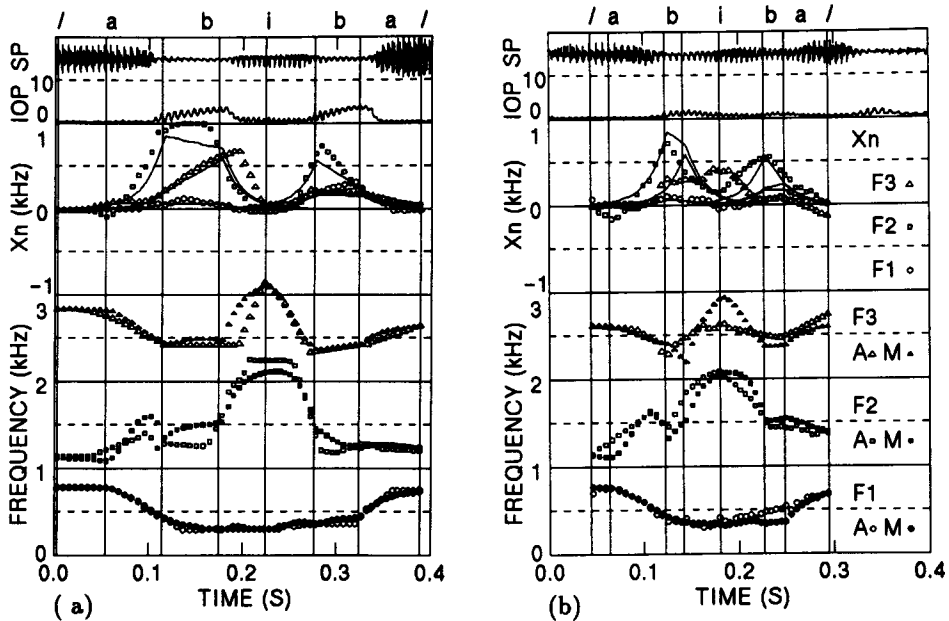 / a b i b a /
/ a b i b a /
IOP SP
10
0
Xn (kHz)
1
0
-1
FREQUENCY (kHz)
3
2
1
0
0.0 0.1 0.2 0.3 0.4
TIME (S)
( a)
IOP SP
10
0
Xn (kHz)
1
0
-1
FREQUENCY (kHz)
3
2
1
0
0.0 0.1 0.2 0.3 0.4
TIME (S)
(b)
Xn
F3 △
F2 □
F1 ○
F3
A△ M▲
F2
A□ M■
F1
A○ M●